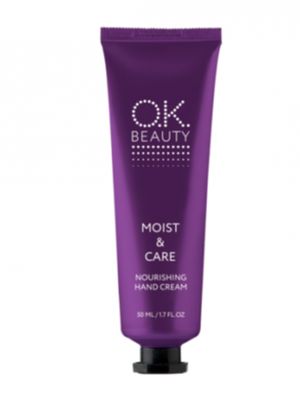 O.K.
BEAUTY
MOIST
&
CARE
NOURISHING
HAND CREAM
50 ML/1.7 FL.OZ